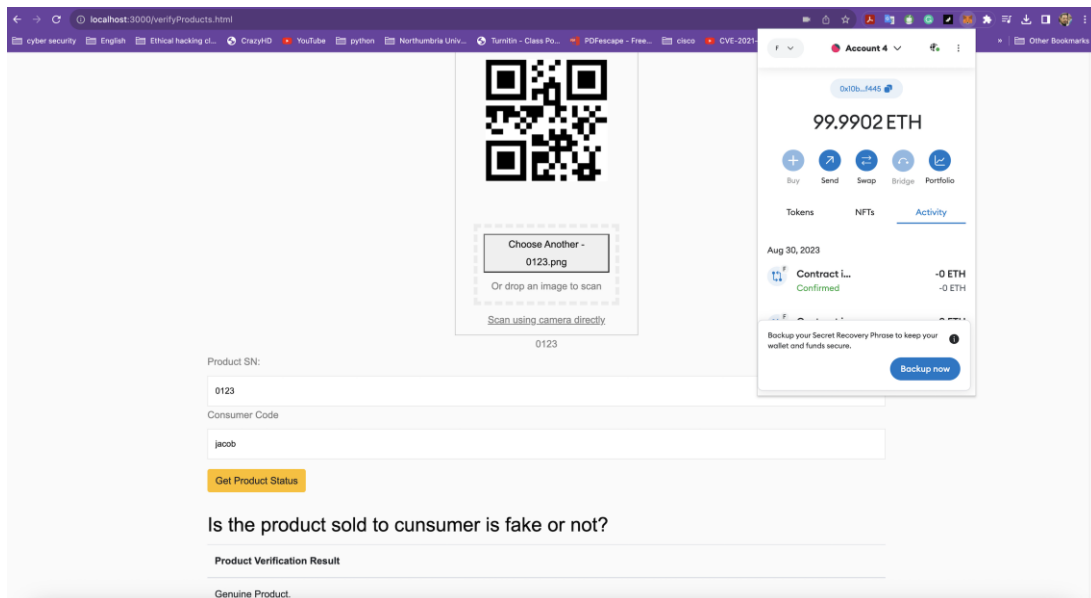 localhost:3000/verifyProducts.html
cyber security English Ethical hacking cl... CrazyHD YouTube python Northumbria Univ... Turnitin - Class Po... PDFescape - Free... cisco CVE-2021- » Other Bookmarks
F Account 4
0x10b...f445
99.9902 ETH
Buy Send Swap Bridge Portfolio
Tokens NFTs Activity
Aug 30, 2023
F Contract i... -0 ETH
Confirmed -0 ETH
Backup your Secret Recovery Phrase to keep your
wallet and funds secure.
Backup now
Choose Another -
0123.png
Or drop an image to scan
Scan using camera directly
0123
Product SN:
0123
Consumer Code
jacob
Get Product Status
Is the product sold to cunsumer is fake or not?
Product Verification Result
Genuine Product.